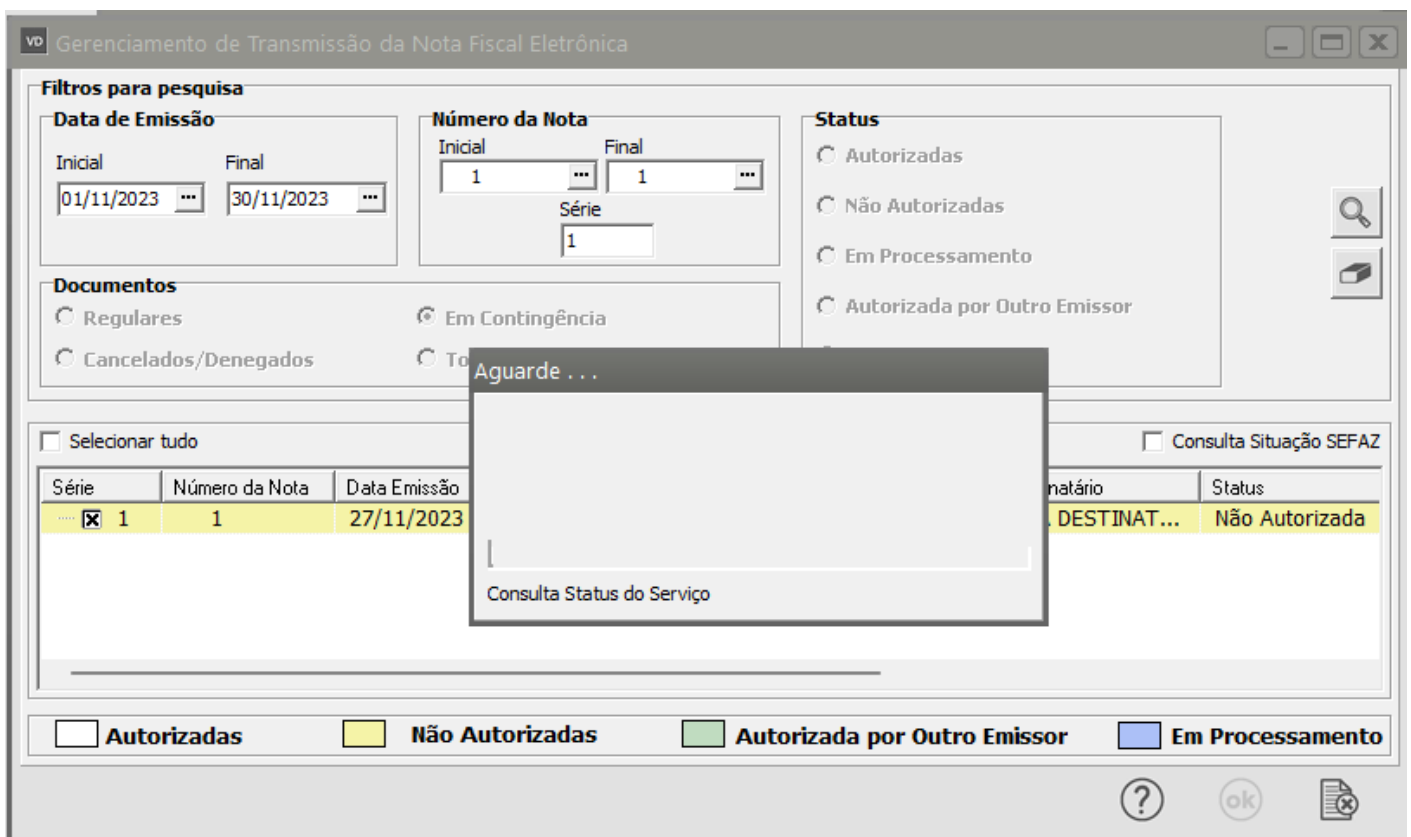 VD Gerenciamento de Transmissão da Nota Fiscal Eletrônica
Filtros para pesquisa
Data de Emissão
Inicial Final
01/11/2023 ... 30/11/2023 ...
Número da Nota
Inicial Final
1 ... 1 ...
Série
1
Status
Autorizadas
Não Autorizadas
Em Processamento
Autorizada por Outro Emissor
Documentos
Regulares Em Contingência
Cancelados/Denegados To
Aguarde . . .
Consulta Status do Serviço
Selecionar tudo Consulta Situação SEFAZ
Série Número da Nota Data Emissão natário Status
1 1 27/11/2023 DESTINAT... Não Autorizada
Autorizadas Não Autorizadas Autorizada por Outro Emissor Em Processamento
? ok